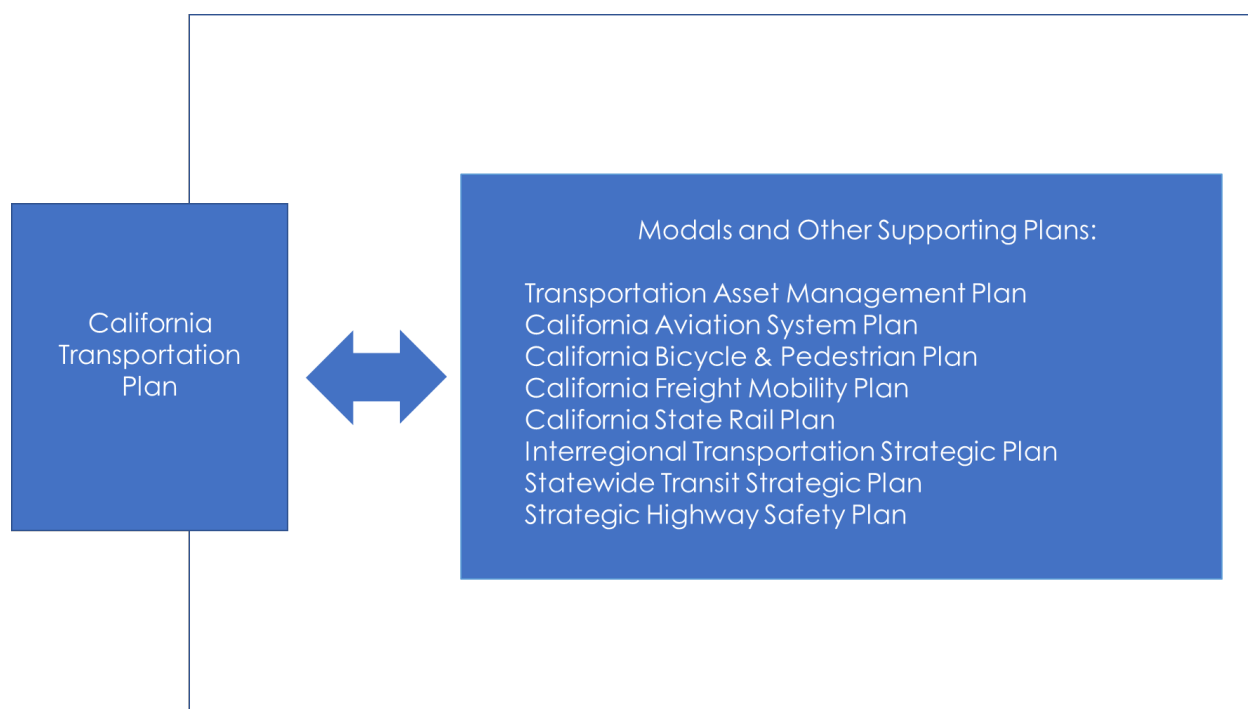 California
Transportation
Plan
Modals and Other Supporting Plans:
Transportation Asset Management Plan
California Aviation System Plan
California Bicycle & Pedestrian Plan
California Freight Mobility Plan
California State Rail Plan
Interregional Transportation Strategic Plan
Statewide Transit Strategic Plan
Strategic Highway Safety Plan